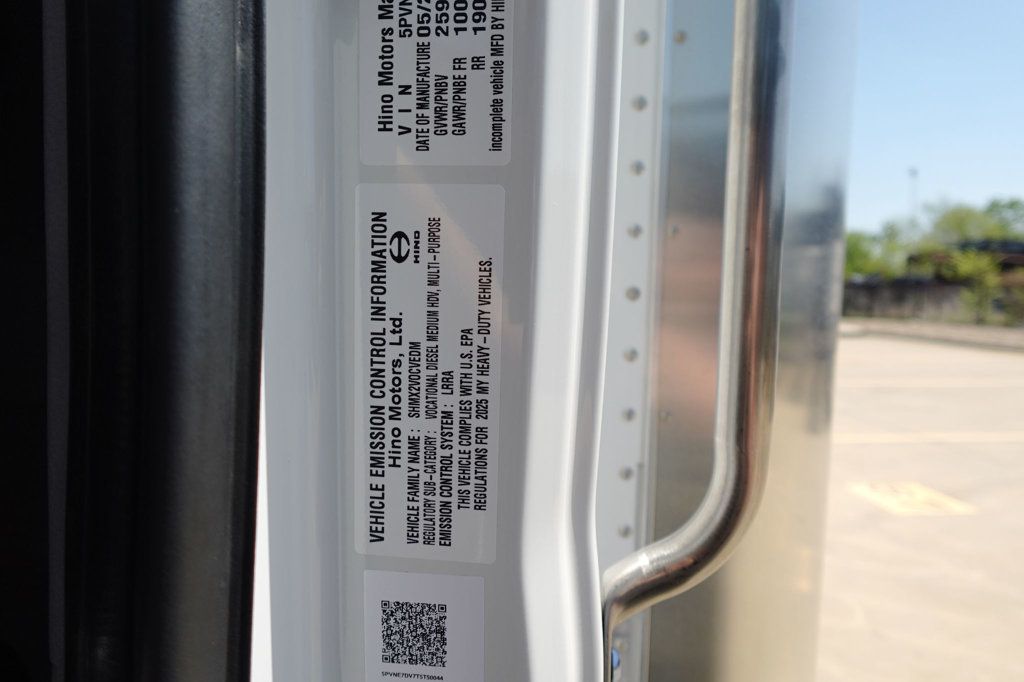 Hino Motors Ma
VIN 5PVN
DATE OF MANUFACTURE 05/
GVWR/PNBV 259
GAWR/PNBE FR 100
RR 190
incomplete vehicle MFD BY HI
VEHICLE EMISSION CONTROL INFORMATION
Hino Motors, Ltd.
HINO
VEHICLE FAMILY NAME : SHMX2VOCVEDM
REGULATORY SUB-CATEGORY : VOCATIONAL DIESEL MEDIUM HDV, MULTI-PURPOSE
EMISSION CONTROL SYSTEM : LRRA
THIS VEHICLE COMPLIES WITH U.S. EPA
REGULATIONS FOR 2025 MY HEAVY-DUTY VEHICLES.
5PVNE7DV7T5T50044